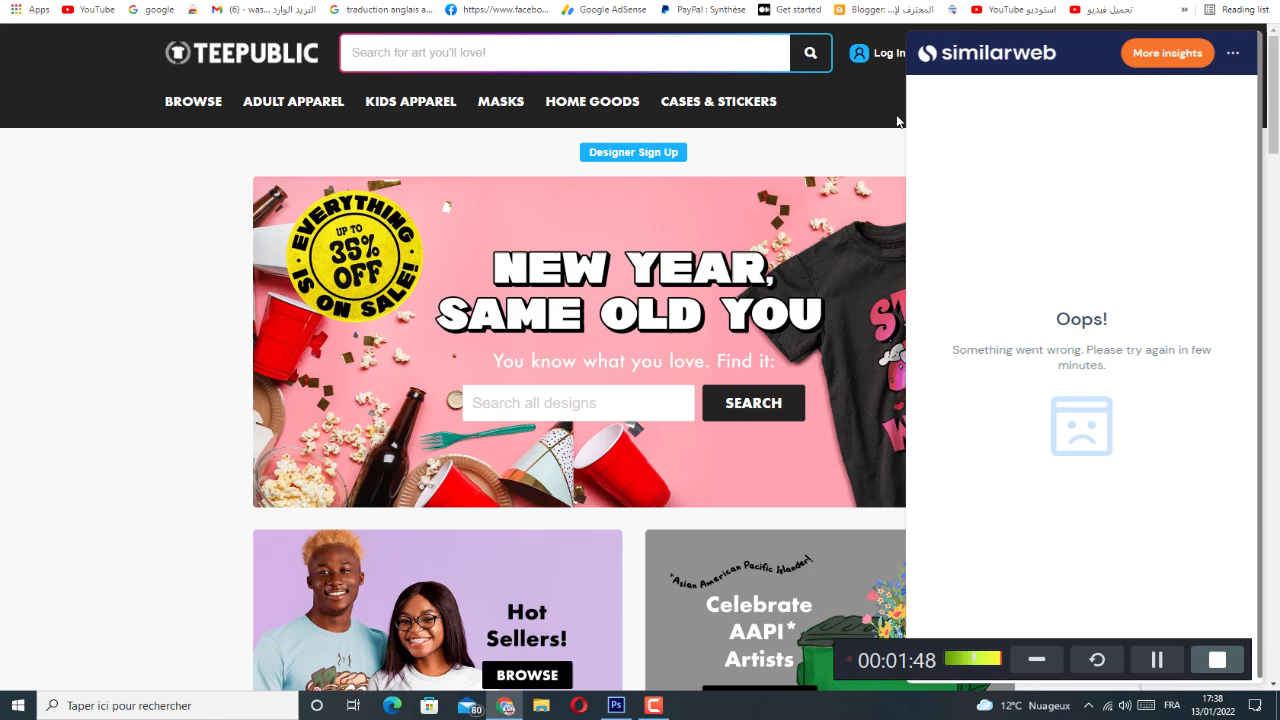 Apps
YouTube
google
(6) - was... البريد الوارد
traduction anglais a...
https://www.facebo...
Google AdSense
PayPal : Synthèse
Get started
Blogger: المحترف لإ...
YouTube استوديو
تحميل فيديو
»
Reading list
TEEPUBLIC
Search for art you'll love!
Log In
BROWSE
ADULT APPAREL
KIDS APPAREL
MASKS
HOME GOODS
CASES & STICKERS
similarweb
More insights
Designer Sign Up
EVERYTHING
UP TO
35%
OFF
IS ON SALE!
NEW YEAR,
SAME OLD YOU
You know what you love. Find it:
Search all designs
SEARCH
Oops!
Something went wrong. Please try again in few
minutes.
Hot
Sellers!
BROWSE
*Asian American Pacific Islander!
Celebrate
AAPI*
Artists
00:01:48
Taper ici pour rechercher
80
Ps
12°C Nuageux
FRA
17:38
13/01/2022